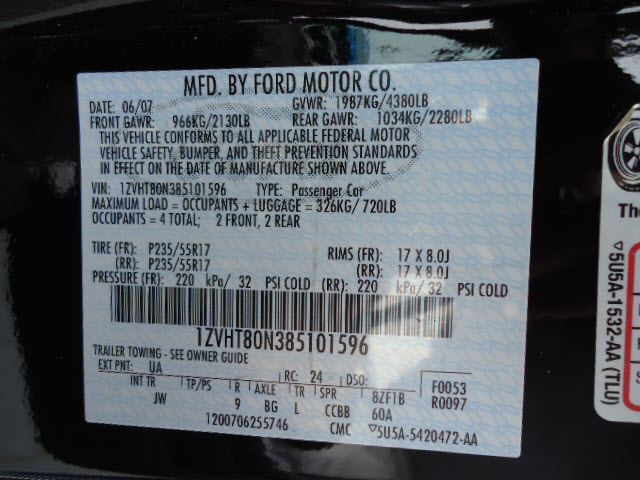 MFD. BY FORD MOTOR CO.
DATE: 06/07 GVWR: 1987KG/4380LB
FRONT GAWR: 966KG/2130LB REAR GAWR: 1034KG/2280LB
THIS VEHICLE CONFORMS TO ALL APPLICABLE FEDERAL MOTOR
VEHICLE SAFETY, BUMPER, AND THEFT PREVENTION STANDARDS
IN EFFECT ON THE DATE OF MANUFACTURE SHOWN ABOVE.
VIN: 1ZVHT80N385101596 TYPE: Passenger Car
MAXIMUM LOAD = OCCUPANTS + LUGGAGE = 326KG/720LB
OCCUPANTS = 4 TOTAL; 2 FRONT, 2 REAR
TIRE (FR): P235/55R17 RIMS (FR): 17 X 8.0J
(RR): P235/55R17 (RR): 17 X 8.0J
PRESSURE (FR): 220 kPa/ 32 PSI COLD (RR): 220 kPa/ 32 PSI COLD
1ZVHT80N385101596
TRAILER TOWING - SEE OWNER GUIDE
EXT PNT: UA RC: 24 DSO: F0053
INT TR TP/PS R AXLE TR SPR 8ZF1B R0097
JW 9 BG L CCBB 60A
1200706255746 CMC ▽5U5A-5420472-AA
The
▽5U5A-1532-AA (TLU)